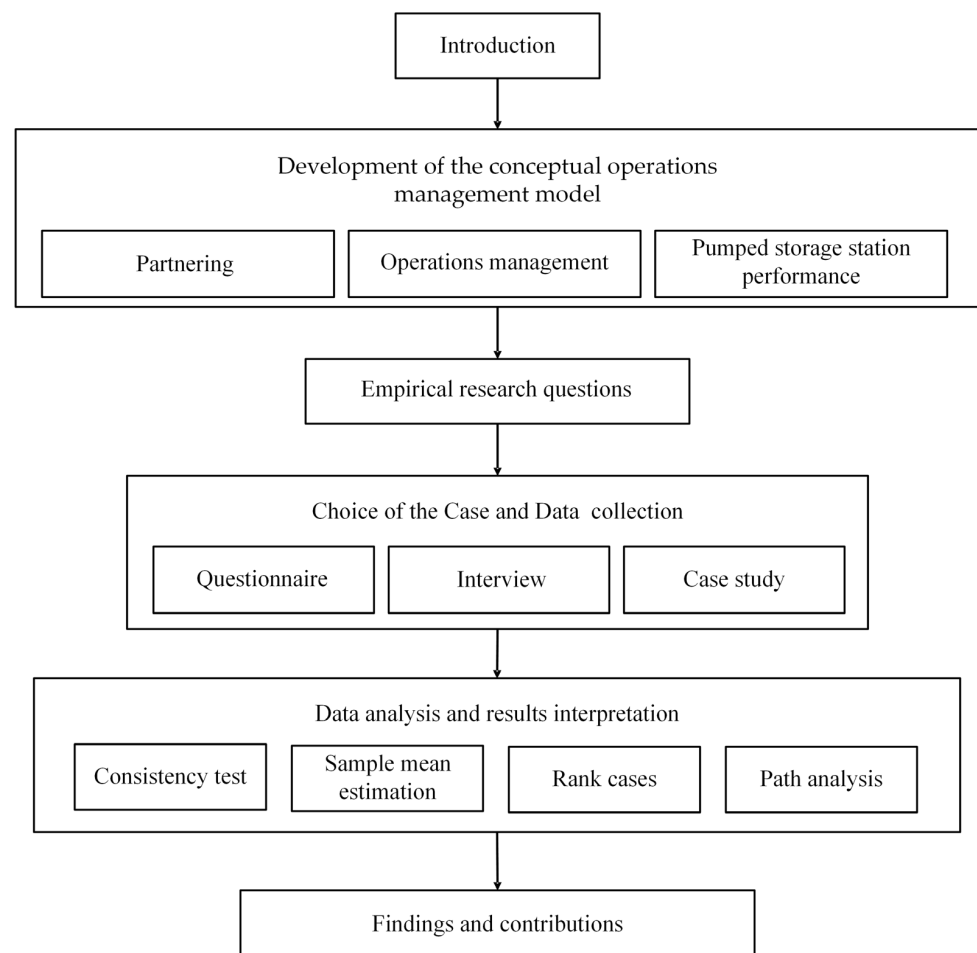 Introduction
Development of the conceptual operations
management model
Partnering
Operations management
Pumped storage station
performance
Empirical research questions
Choice of the Case and Data collection
Questionnaire
Interview
Case study
Data analysis and results interpretation
Consistency test
Sample mean
estimation
Rank cases
Path analysis
Findings and contributions